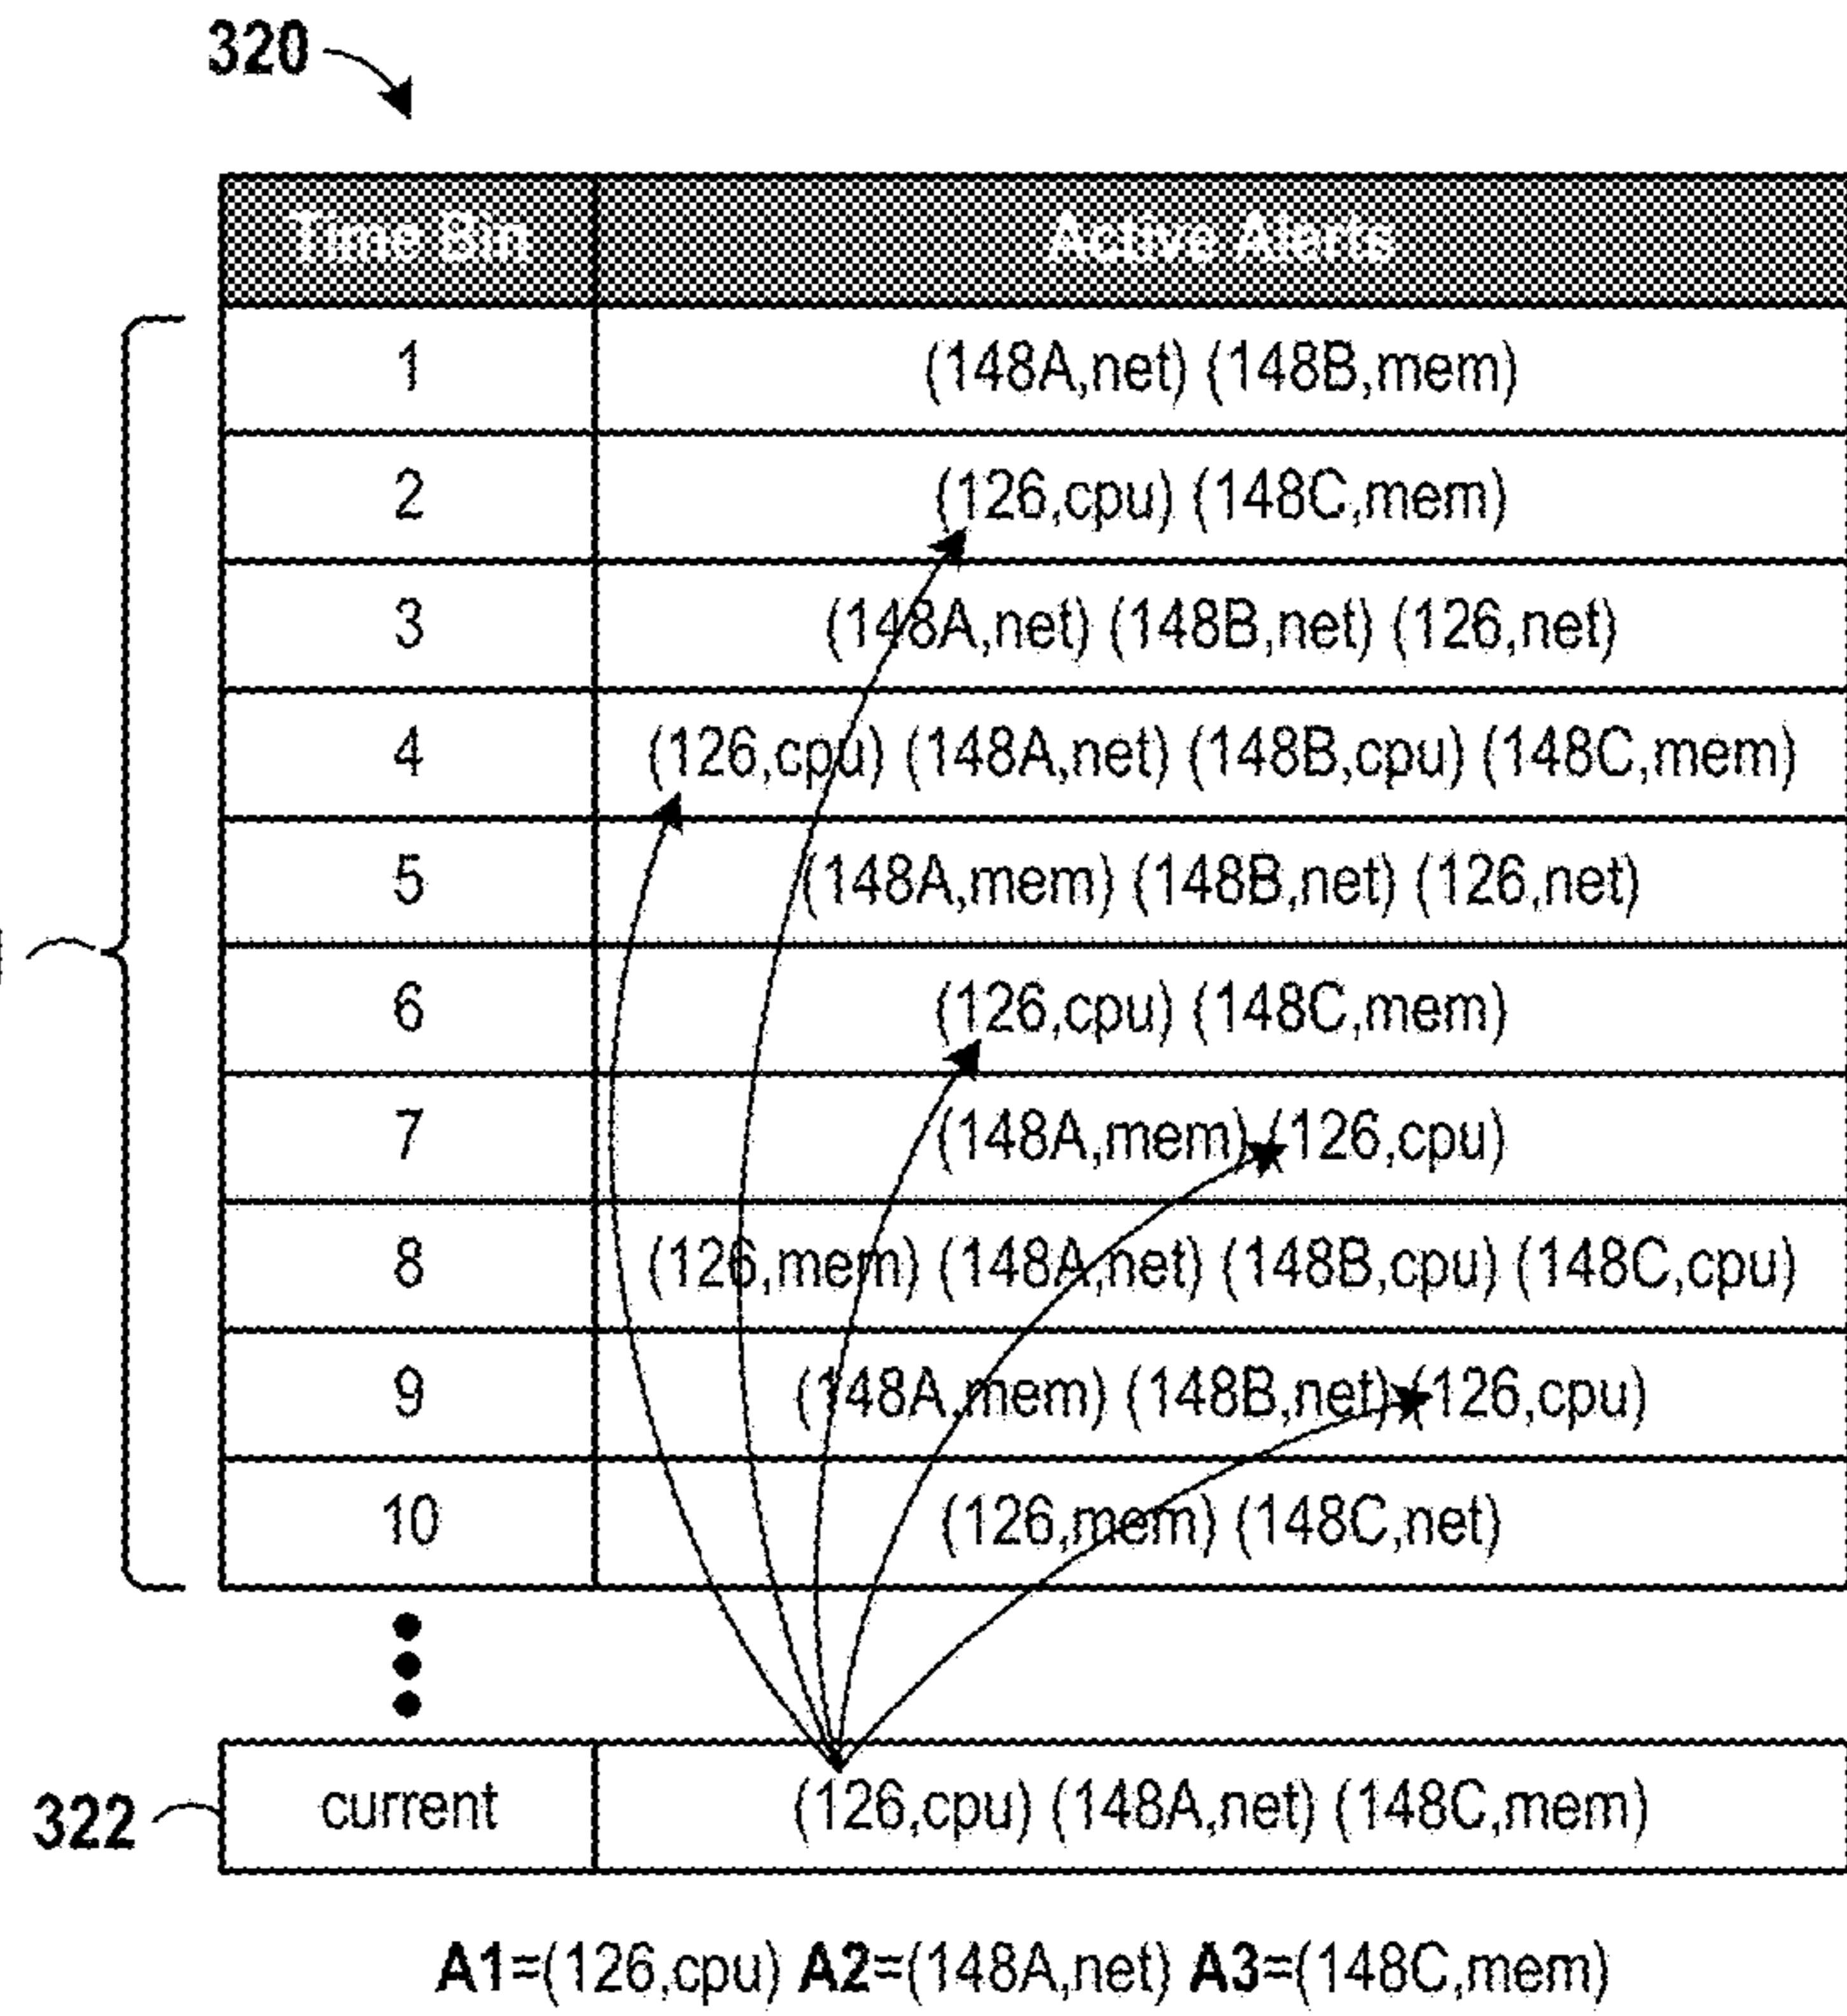 320
Time Bin Active Alerts
1 (148A,net) (148B,mem)
2 (126,cpu) (148C,mem)
3 (148A,net) (148B,net) (126,net)
4 (126,cpu) (148A,net) (148B,cpu) (148C,mem)
5 (148A,mem) (148B,net) (126,net)
6 (126,cpu) (148C,mem)
7 (148A,mem) (126,cpu)
8 (126,mem) (148A,net) (148B,cpu) (148C,cpu)
9 (148A,mem) (148B,net) (126,cpu)
10 (126,mem) (148C,net)
322 current (126,cpu) (148A,net) (148C,mem)
A1=(126,cpu) A2=(148A,net) A3=(148C,mem)